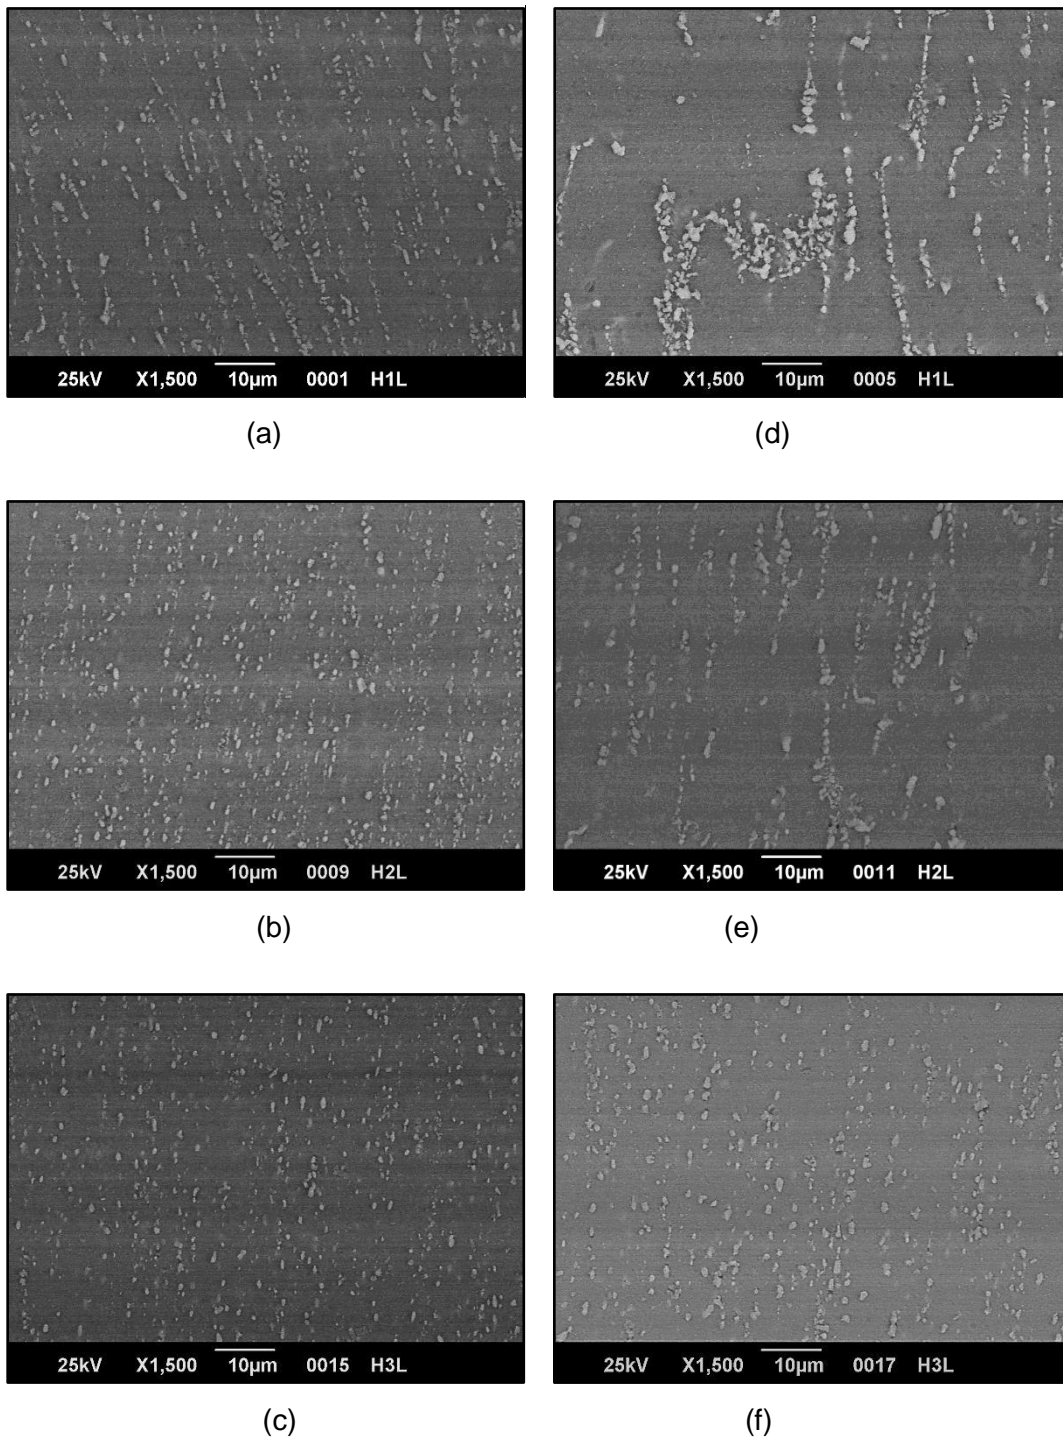 25kV X1,500 10µm 0001 H1L
25kV X1,500 10µm 0005 H1L
(a)
(d)
25kV X1,500 10µm 0009 H2L
25kV X1,500 10µm 0011 H2L
(b)
(e)
25kV X1,500 10µm 0015 H3L
25kV X1,500 10µm 0017 H3L
(c)
(f)